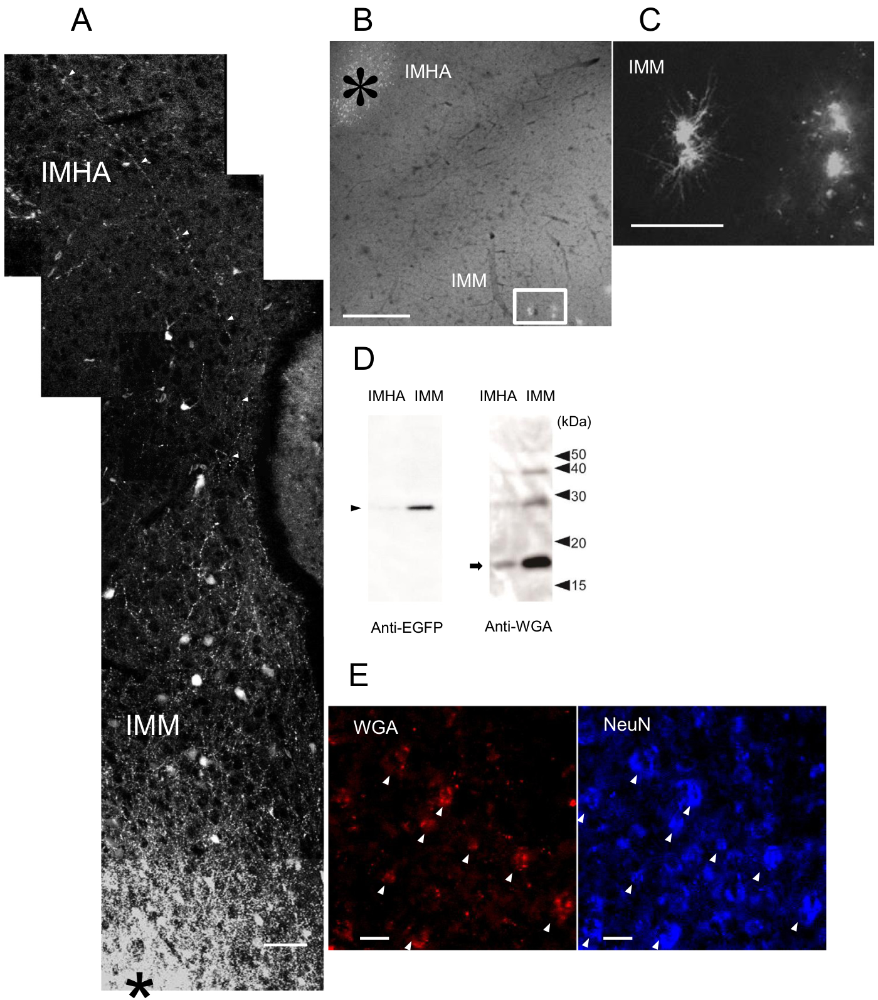 A
B
C
IMHA
IMM
IMHA
IMM
IMM
D
IMHA IMM
IMHA IMM
(kDa)
50
40
30
20
15
Anti-EGFP
Anti-WGA
E
WGA
NeuN